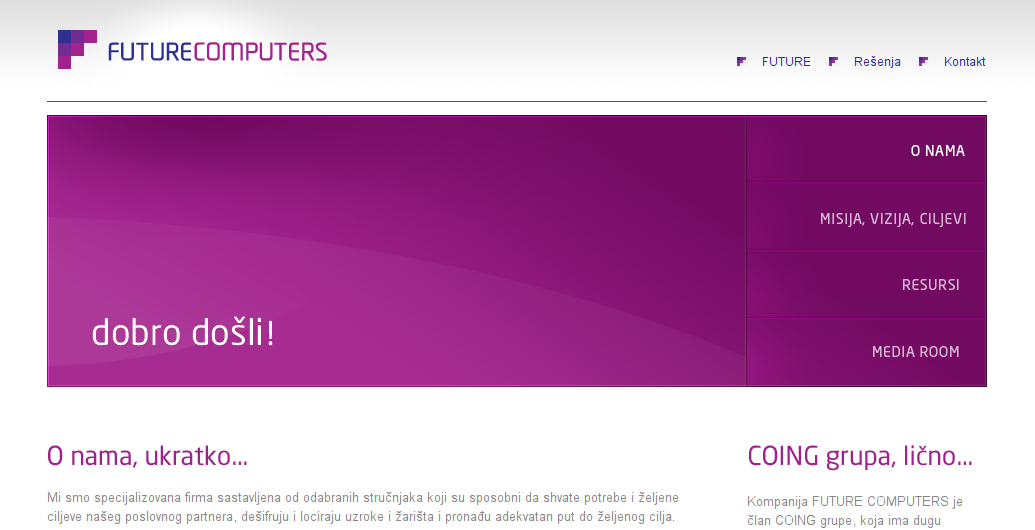 FUTURECOMPUTERS
FUTURE Rešenja Kontakt
O NAMA
MISIJA, VIZIJA, CILJEVI
RESURSI
MEDIA ROOM
dobro došli!
O nama, ukratko...
Mi smo specijalizovana firma sastavljena od odabranih stručnjaka koji su sposobni da shvate potrebe i željene
ciljeve našeg poslovnog partnera, dešifruju i lociraju uzroke i žarišta i pronađu adekvatan put do željenog cilja.
COING grupa, lično...
Kompanija FUTURE COMPUTERS je
član COING grupe, koja ima dugu